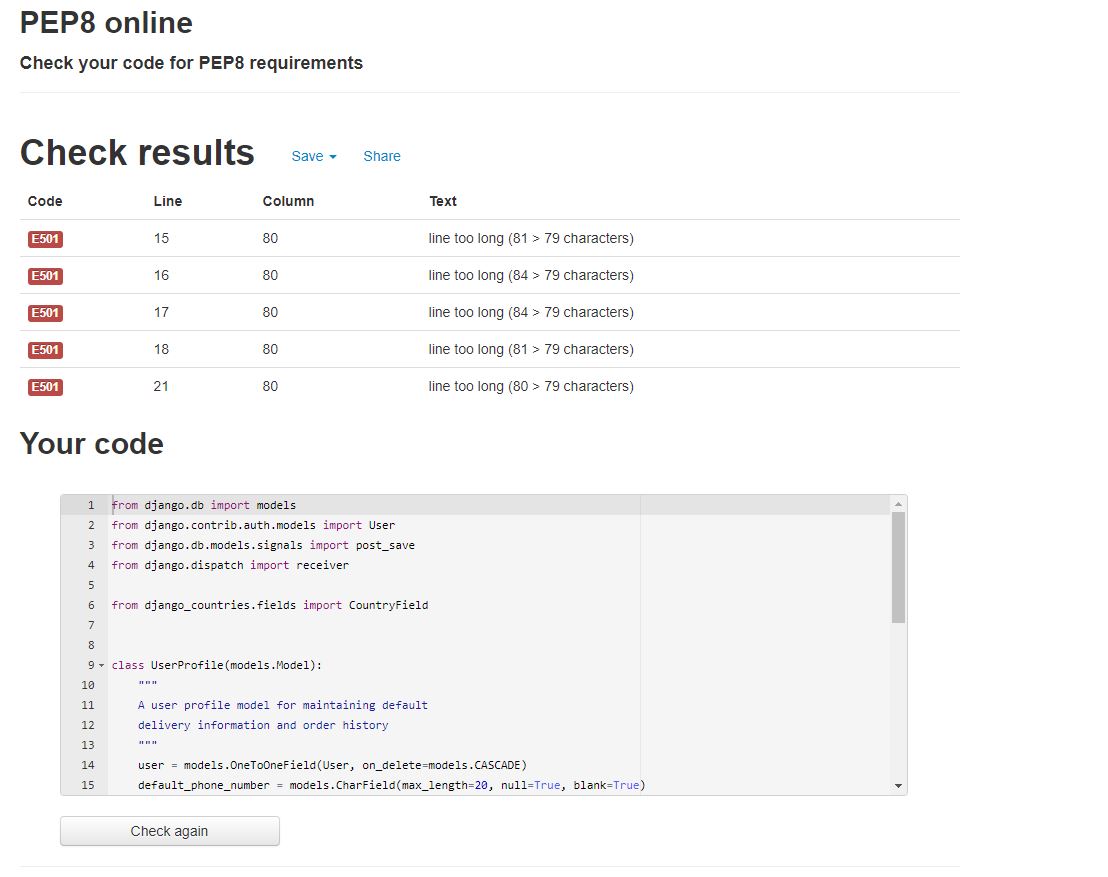 PEP8 online
Check your code for PEP8 requirements
Check results Save Share
Code Line Column Text
E501 15 80 line too long (81 > 79 characters)
E501 16 80 line too long (84 > 79 characters)
E501 17 80 line too long (84 > 79 characters)
E501 18 80 line too long (81 > 79 characters)
E501 21 80 line too long (80 > 79 characters)
Your code
1 from django.db import models
2 from django.contrib.auth.models import User
3 from django.db.models.signals import post_save
4 from django.dispatch import receiver
5
6 from django_countries.fields import CountryField
7
8
9 class UserProfile(models.Model):
10 """
11 A user profile model for maintaining default
12 delivery information and order history
13 """
14 user = models.OneToOneField(User, on_delete=models.CASCADE)
15 default_phone_number = models.CharField(max_length=20, null=True, blank=True)
Check again